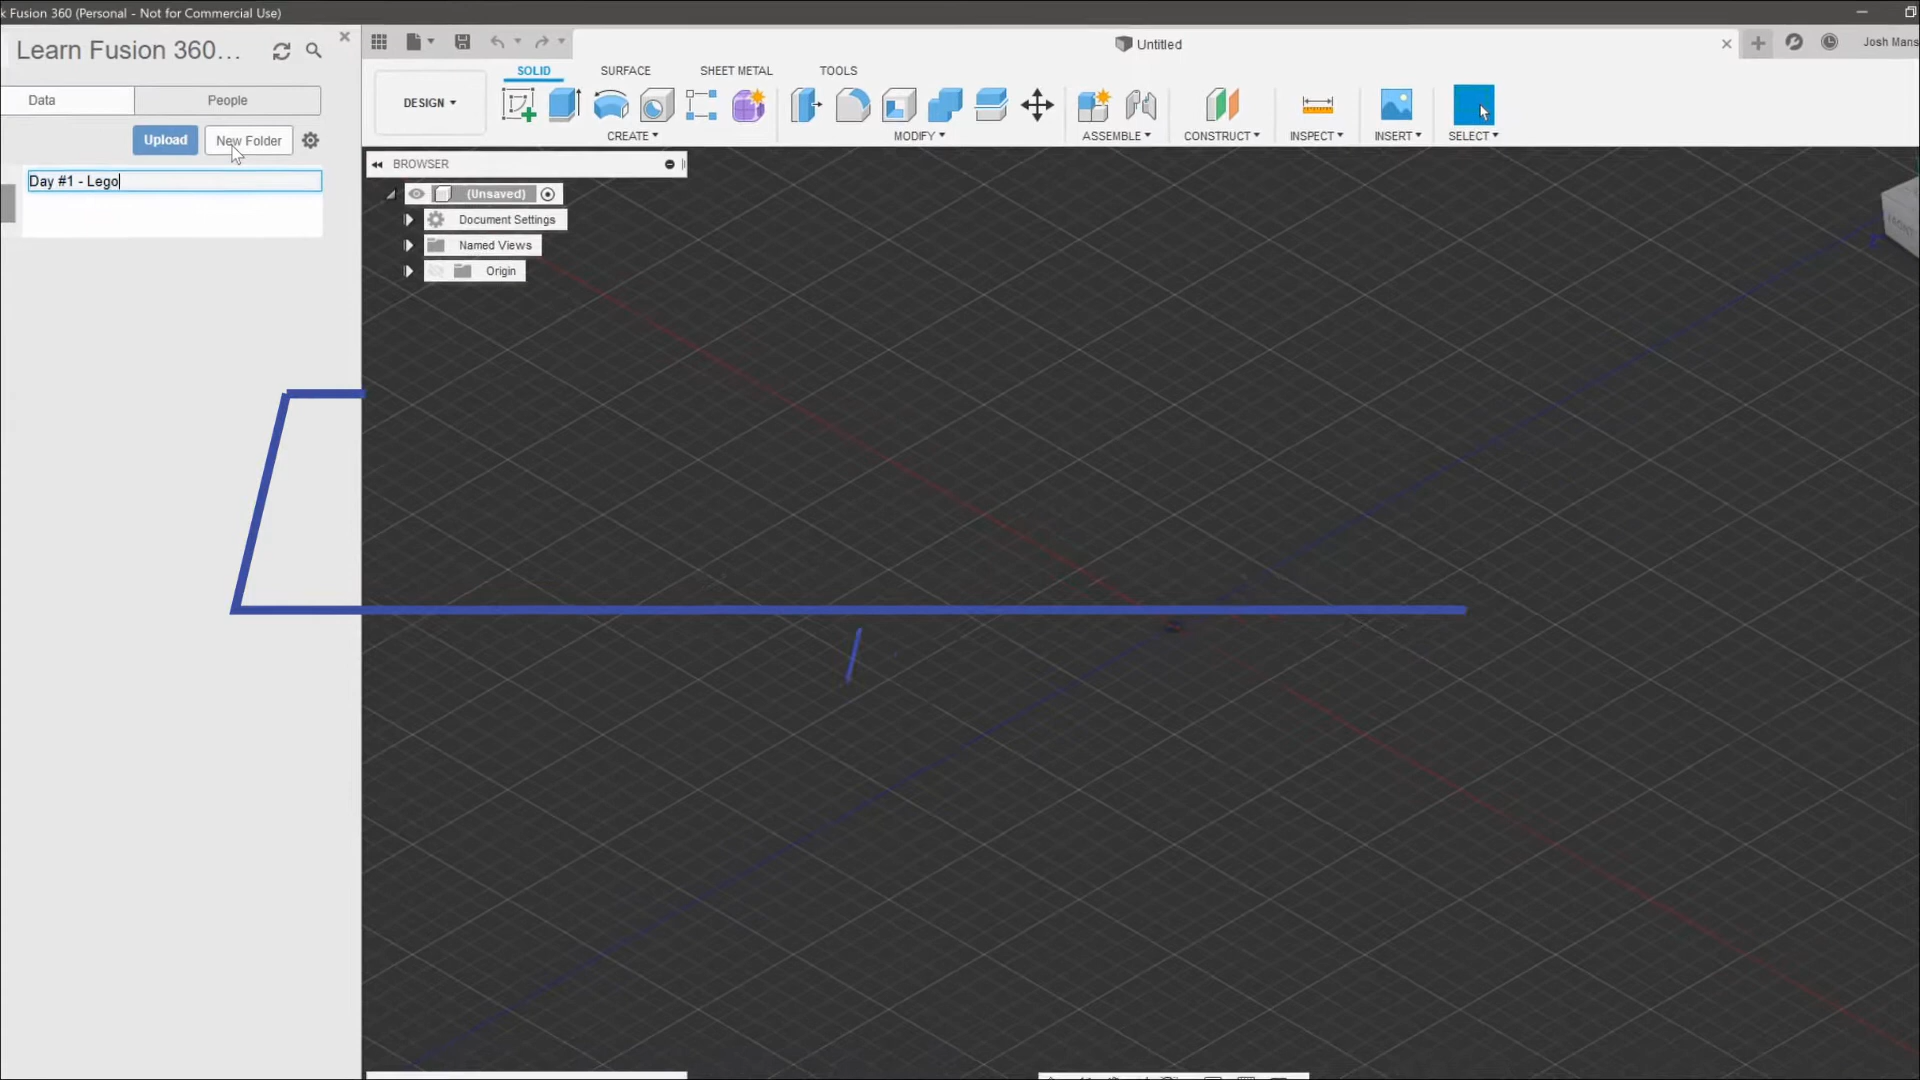 k Fusion 360 (Personal - Not for Commercial Use)
Learn Fusion 360...
Untitled
Josh Mans
Data
People
SOLID
SURFACE
SHEET METAL
TOOLS
DESIGN
Upload
New Folder
CREATE
MODIFY
ASSEMBLE
CONSTRUCT
INSPECT
INSERT
SELECT
Day #1 - Lego
BROWSER
(Unsaved)
Document Settings
Named Views
Origin
FRONT